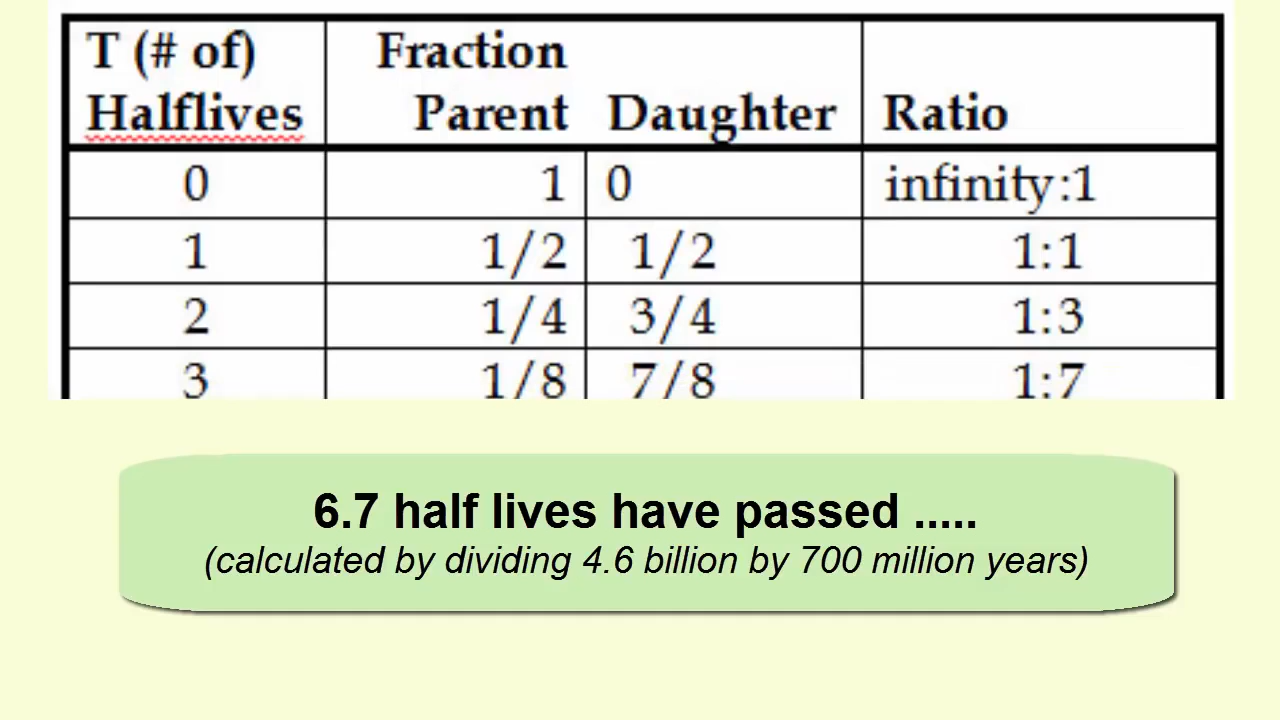 T (# of) Fraction
Halflives Parent Daughter Ratio
0 1 0 infinity:1
1 1/2 1/2 1:1
2 1/4 3/4 1:3
3 1/8 7/8 1:7
6.7 half lives have passed .....
(calculated by dividing 4.6 billion by 700 million years)